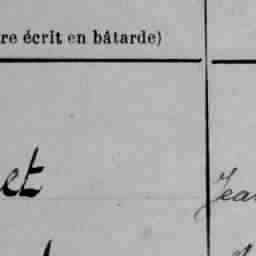 re écrit en bâtarde)
et Jean